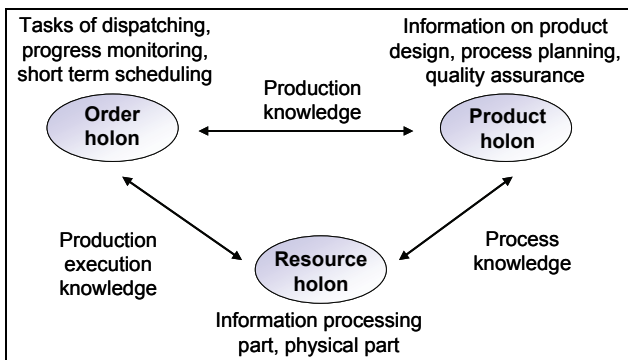 Tasks of dispatching,
progress monitoring,
short term scheduling
Information on product
design, process planning,
quality assurance
Production
knowledge
Order
holon
Product
holon
Production
execution
knowledge
Process
knowledge
Resource
holon
Information processing
part, physical part